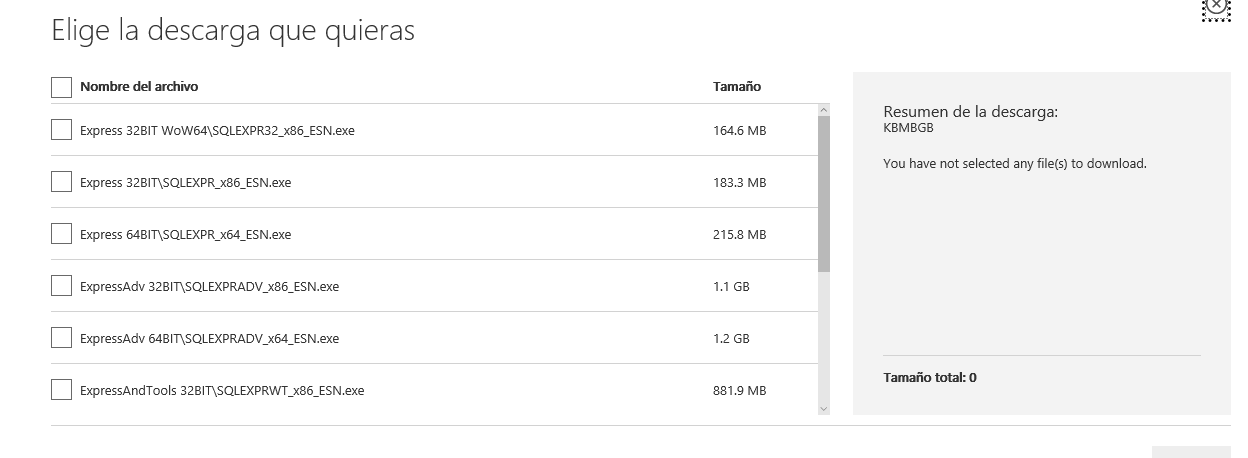 Elige la descarga que quieras
Nombre del archivo Tamaño
Express 32BIT WoW64\SQLEXPR32_x86_ESN.exe 164.6 MB
Express 32BIT\SQLEXPR_x86_ESN.exe 183.3 MB
Express 64BIT\SQLEXPR_x64_ESN.exe 215.8 MB
ExpressAdv 32BIT\SQLEXPRADV_x86_ESN.exe 1.1 GB
ExpressAdv 64BIT\SQLEXPRADV_x64_ESN.exe 1.2 GB
ExpressAndTools 32BIT\SQLEXPRWT_x86_ESN.exe 881.9 MB
Resumen de la descarga:
KBMBGB
You have not selected any file(s) to download.
Tamaño total: 0